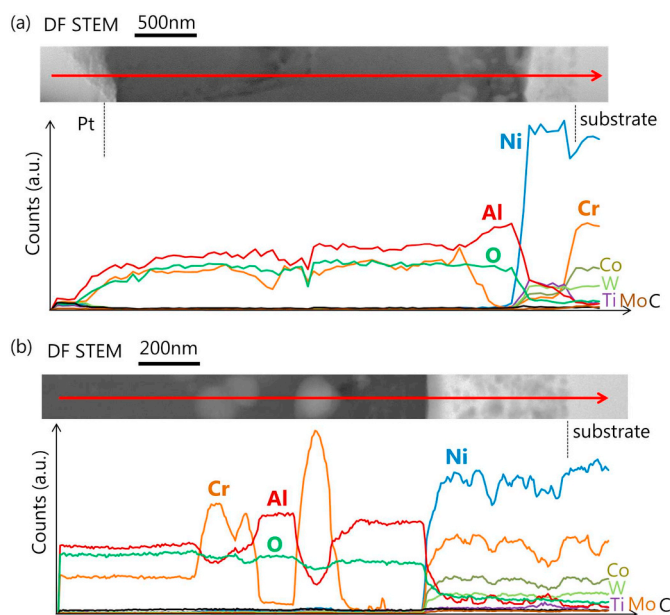 (a) DF STEM 500nm
Pt
substrate
Ni
Al
Cr
O
Co
W
Ti Mo C
Counts (a.u.)
(b) DF STEM 200nm
substrate
Ni
Cr
Al
O
Co
W
Ti Mo C
Counts (a.u.)